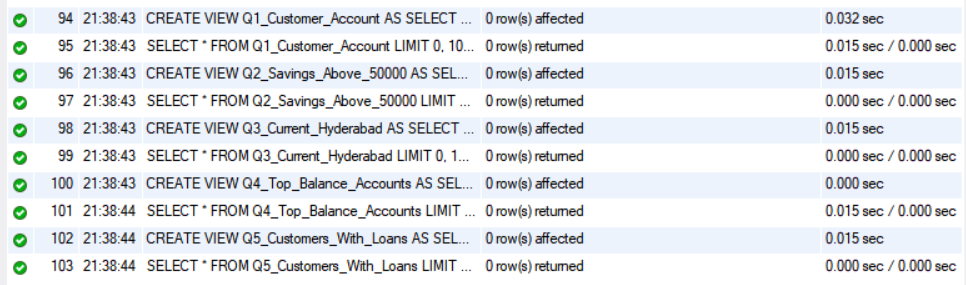 94 21:38:43 CREATE VIEW Q1_Customer_Account AS SELECT ... 0 row(s) affected 0.032 sec
95 21:38:43 SELECT * FROM Q1_Customer_Account LIMIT 0, 10... 0 row(s) returned 0.015 sec / 0.000 sec
96 21:38:43 CREATE VIEW Q2_Savings_Above_50000 AS SEL... 0 row(s) affected 0.015 sec
97 21:38:43 SELECT * FROM Q2_Savings_Above_50000 LIMIT ... 0 row(s) returned 0.000 sec / 0.000 sec
98 21:38:43 CREATE VIEW Q3_Current_Hyderabad AS SELECT ... 0 row(s) affected 0.015 sec
99 21:38:43 SELECT * FROM Q3_Current_Hyderabad LIMIT 0, 1... 0 row(s) returned 0.000 sec / 0.000 sec
100 21:38:43 CREATE VIEW Q4_Top_Balance_Accounts AS SEL... 0 row(s) affected 0.000 sec
101 21:38:44 SELECT * FROM Q4_Top_Balance_Accounts LIMIT ... 0 row(s) returned 0.015 sec / 0.000 sec
102 21:38:44 CREATE VIEW Q5_Customers_With_Loans AS SEL... 0 row(s) affected 0.015 sec
103 21:38:44 SELECT * FROM Q5_Customers_With_Loans LIMIT ... 0 row(s) returned 0.000 sec / 0.000 sec